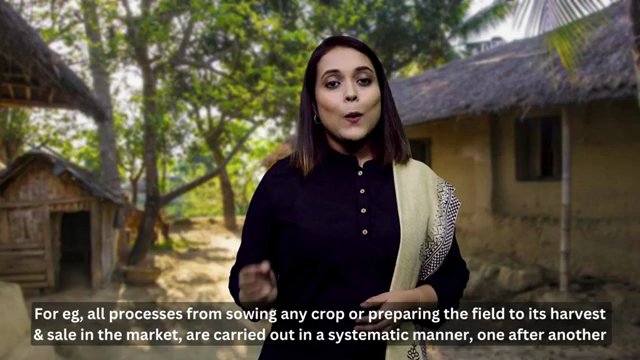 For eg, all processes from sowing any crop or preparing the field to its harvest
& sale in the market, are carried out in a systematic manner, one after another